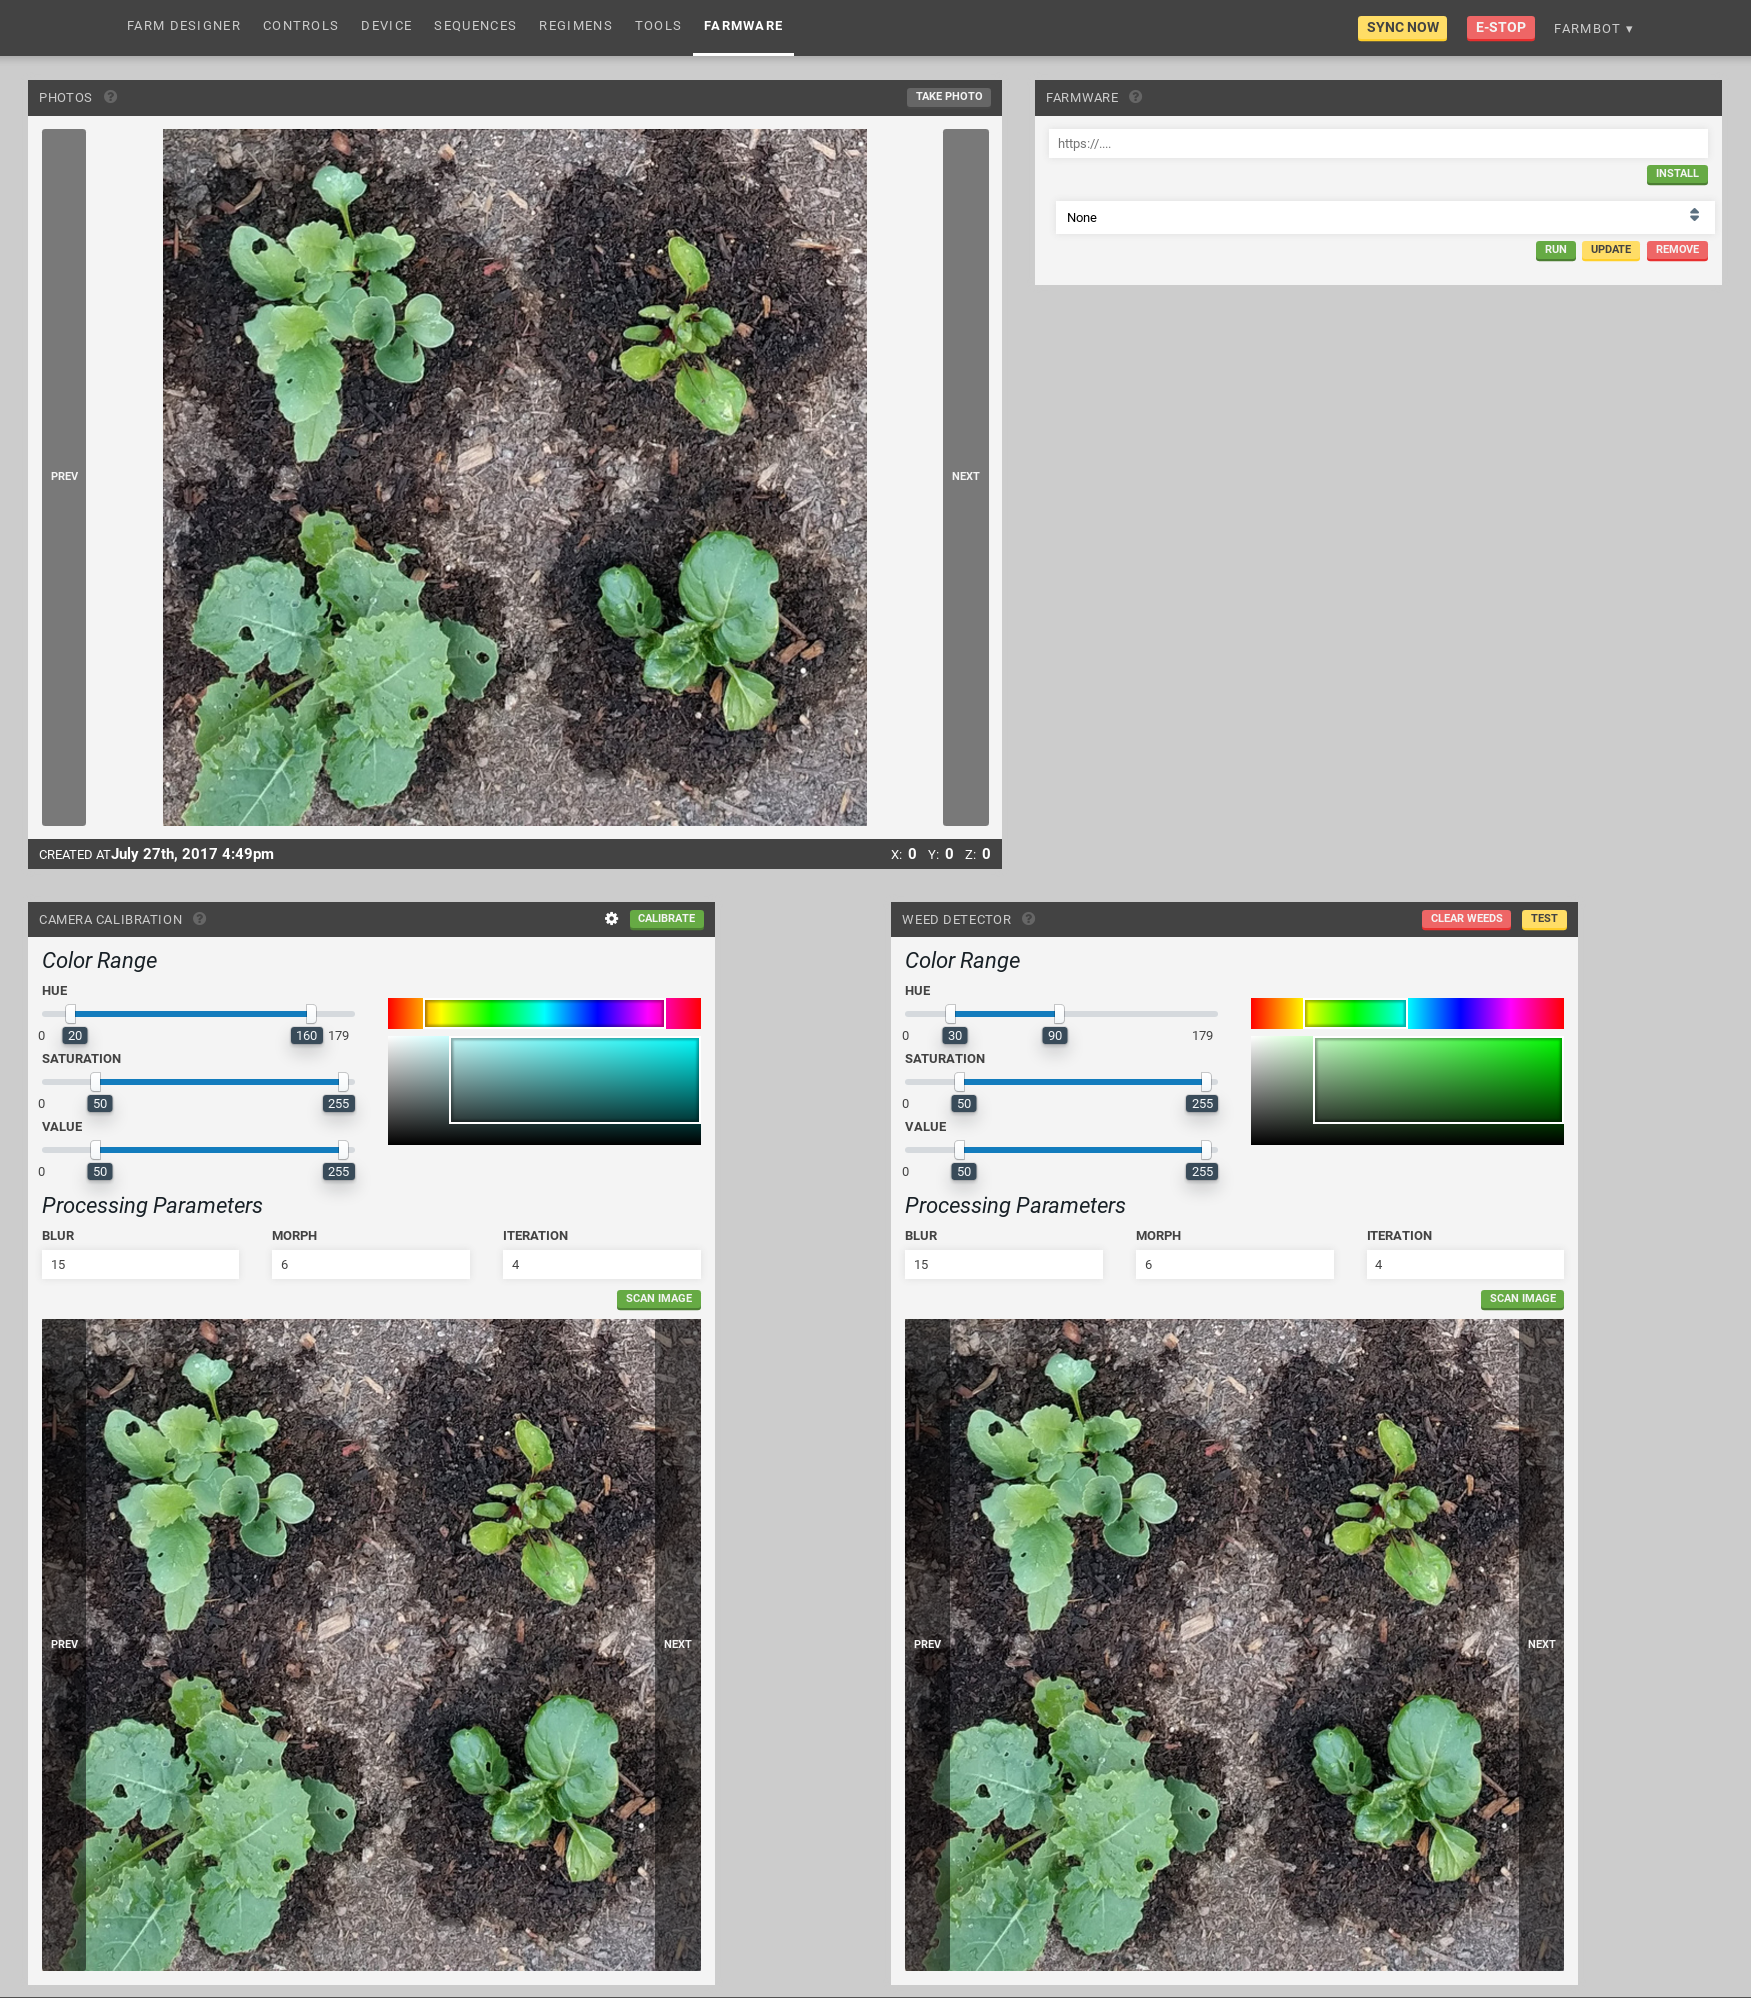 FARM DESIGNER CONTROLS DEVICE SEQUENCES REGIMENS TOOLS FARMWARE SYNC NOW E-STOP FARMBOT ▾
PHOTOS ? TAKE PHOTO
PREV
NEXT
CREATED AT July 27th, 2017 4:49pm X: 0 Y: 0 Z: 0
FARMWARE ?
https://....
INSTALL
None
RUN UPDATE REMOVE
CAMERA CALIBRATION ? CALIBRATE
Color Range
HUE
0 20 160 179
SATURATION
0 50 255
VALUE
0 50 255
Processing Parameters
BLUR MORPH ITERATION
15 6 4
SCAN IMAGE
PREV NEXT
WEED DETECTOR ? CLEAR WEEDS TEST
Color Range
HUE
0 30 90 179
SATURATION
0 50 255
VALUE
0 50 255
Processing Parameters
BLUR MORPH ITERATION
15 6 4
SCAN IMAGE
PREV NEXT